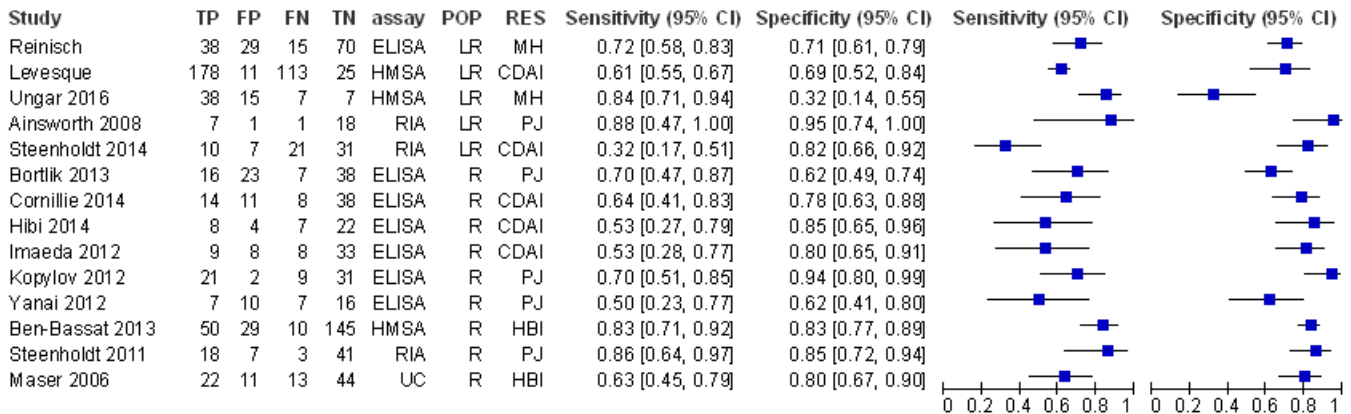 Study TP FP FN TN assay POP RES Sensitivity (95% CI) Specificity (95% CI) Sensitivity (95% CI) Specificity (95% CI)
Reinisch 38 29 15 70 ELISA LR MH 0.72 [0.58, 0.83] 0.71 [0.61, 0.79]
Levesque 178 11 113 25 HMSA LR CDAI 0.61 [0.55, 0.67] 0.69 [0.52, 0.84]
Ungar 2016 38 15 7 7 HMSA LR MH 0.84 [0.71, 0.94] 0.32 [0.14, 0.55]
Ainsworth 2008 7 1 1 18 RIA LR PJ 0.88 [0.47, 1.00] 0.95 [0.74, 1.00]
Steenholdt 2014 10 7 21 31 RIA LR CDAI 0.32 [0.17, 0.51] 0.82 [0.66, 0.92]
Bortlik 2013 16 23 7 38 ELISA R PJ 0.70 [0.47, 0.87] 0.62 [0.49, 0.74]
Cornillie 2014 14 11 8 38 ELISA R CDAI 0.64 [0.41, 0.83] 0.78 [0.63, 0.88]
Hibi 2014 8 4 7 22 ELISA R CDAI 0.53 [0.27, 0.79] 0.85 [0.65, 0.96]
Imaeda 2012 9 8 8 33 ELISA R CDAI 0.53 [0.28, 0.77] 0.80 [0.65, 0.91]
Kopylov 2012 21 2 9 31 ELISA R PJ 0.70 [0.51, 0.85] 0.94 [0.80, 0.99]
Yanai 2012 7 10 7 16 ELISA R PJ 0.50 [0.23, 0.77] 0.62 [0.41, 0.80]
Ben-Bassat 2013 50 29 10 145 HMSA R HBI 0.83 [0.71, 0.92] 0.83 [0.77, 0.89]
Steenholdt 2011 18 7 3 41 RIA R PJ 0.86 [0.64, 0.97] 0.85 [0.72, 0.94]
Maser 2006 22 11 13 44 UC R HBI 0.63 [0.45, 0.79] 0.80 [0.67, 0.90]
0 0.2 0.4 0.6 0.8 1 0 0.2 0.4 0.6 0.8 1